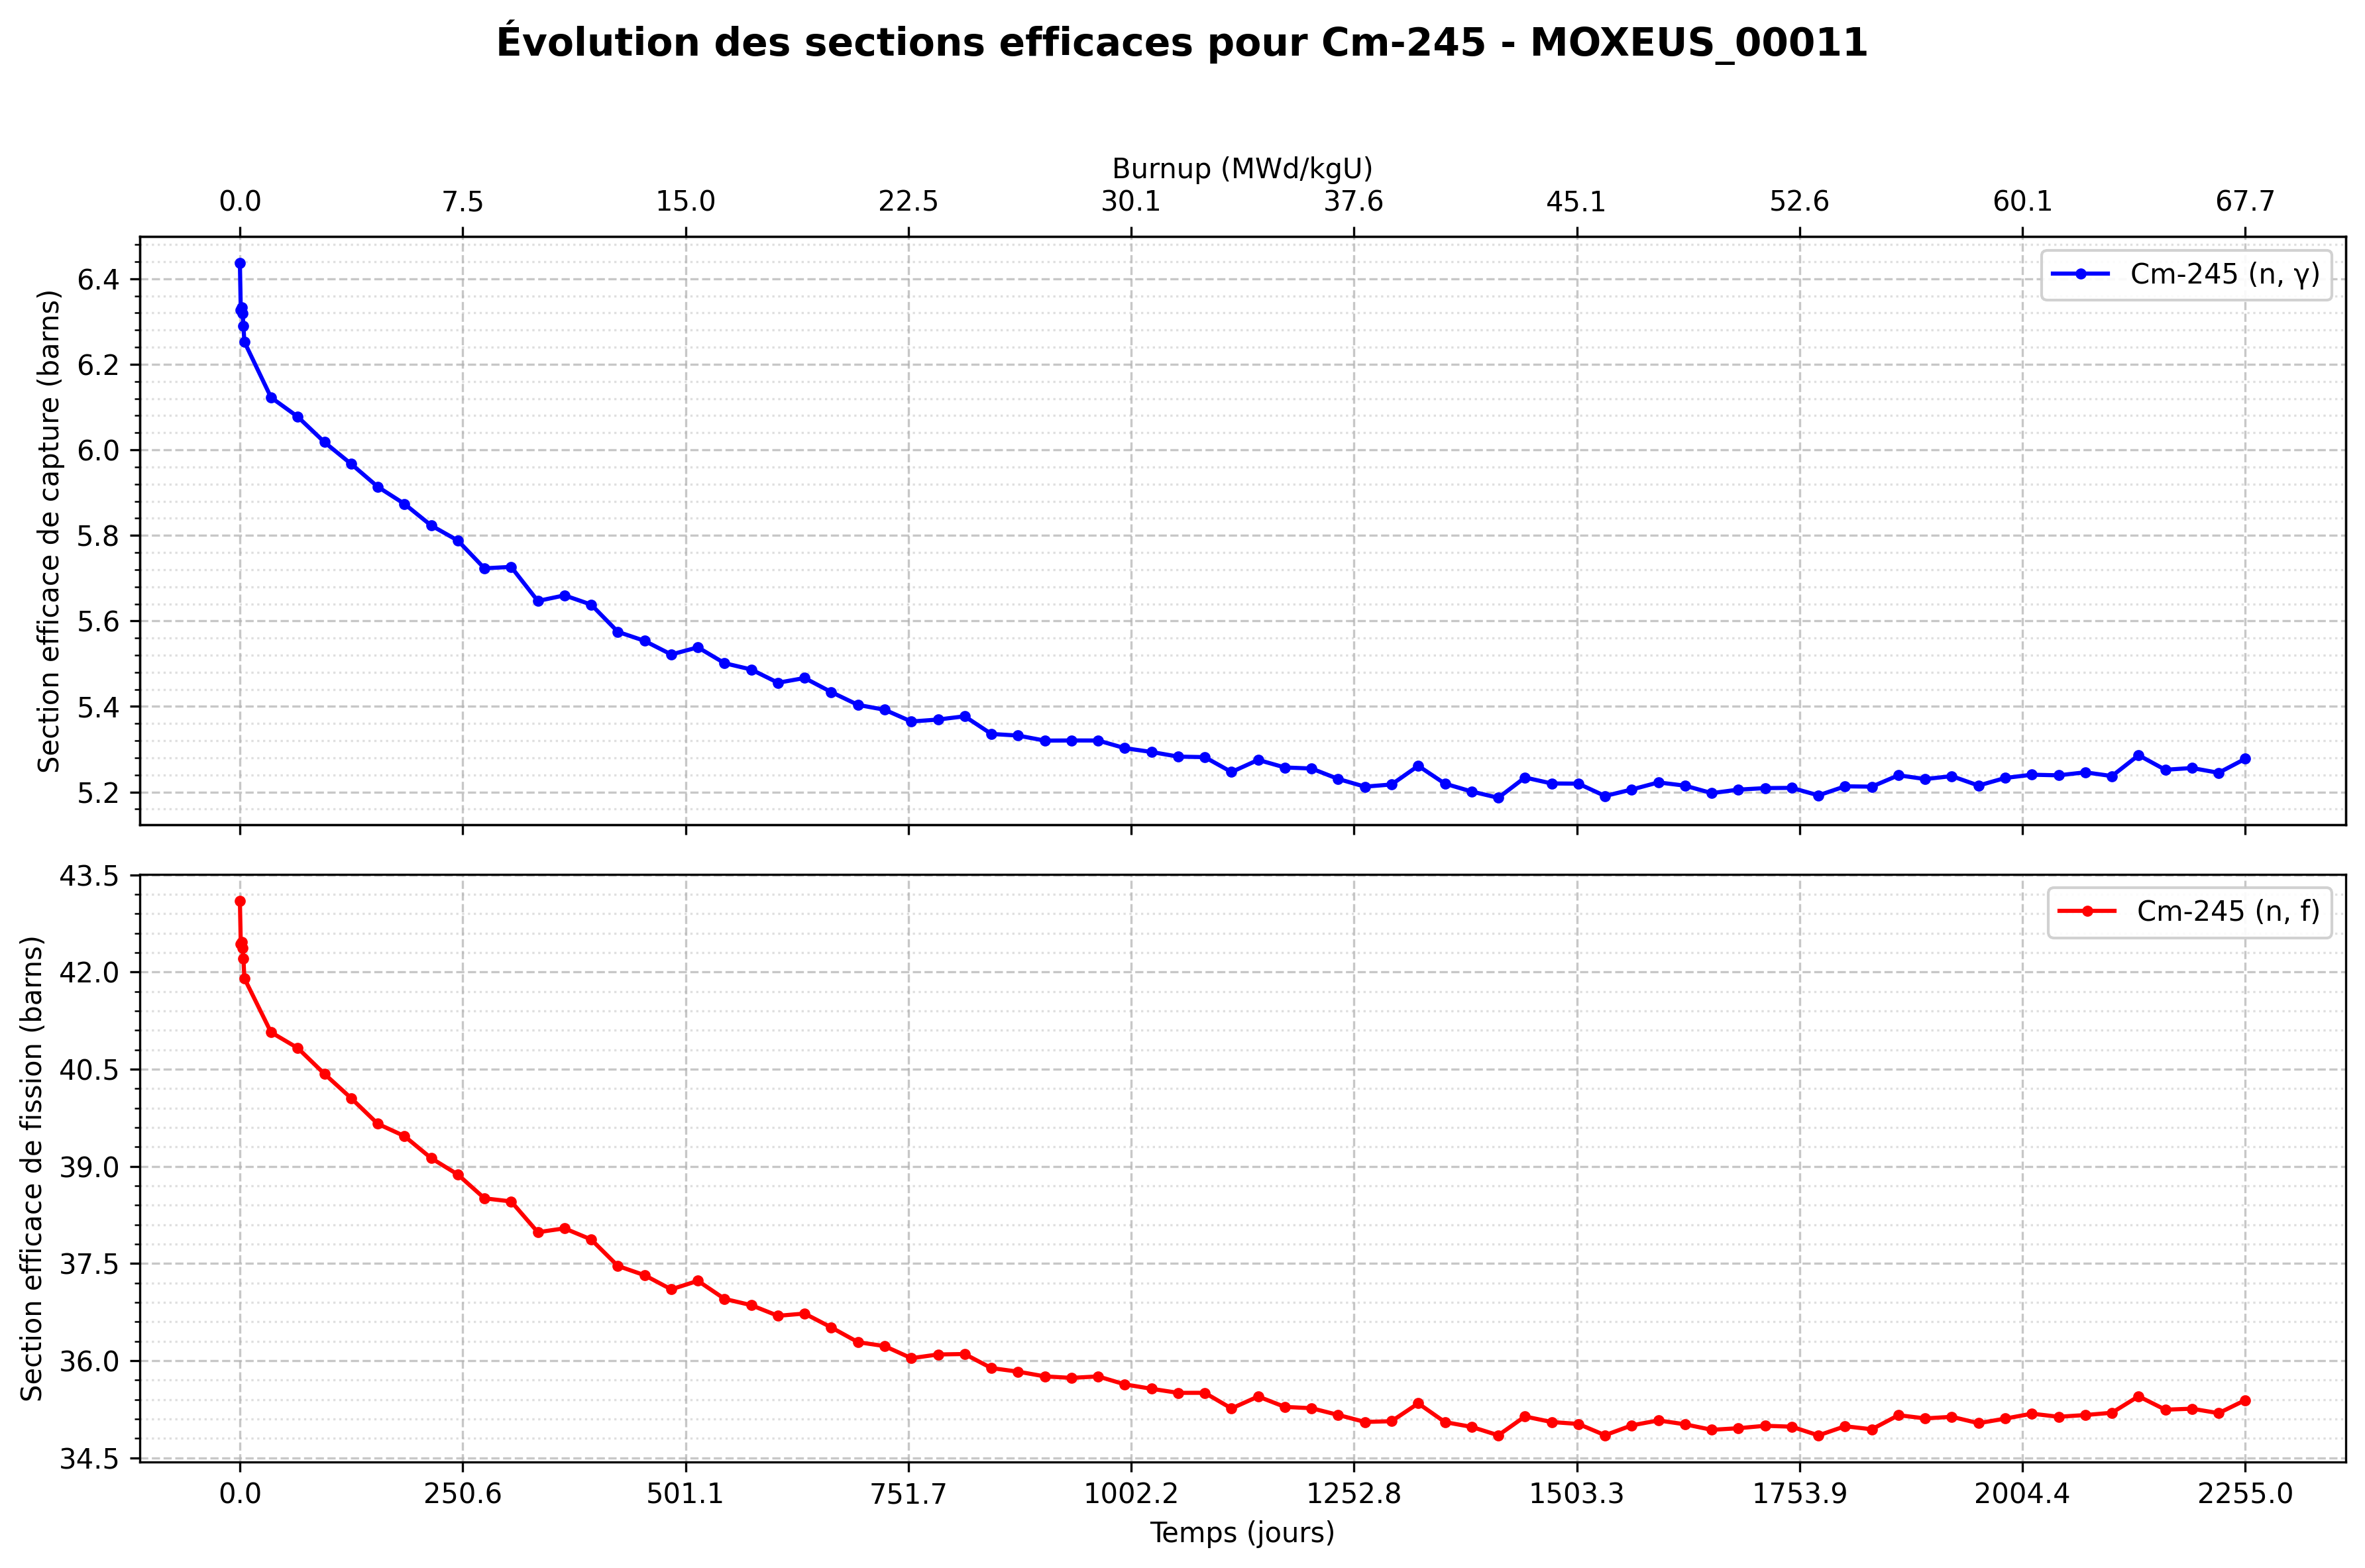 Évolution des sections efficaces pour Cm-245 - MOXEUS_00011
Burnup (MWd/kgU)
0.0 7.5 15.0 22.5 30.1 37.6 45.1 52.6 60.1 67.7
Section efficace de capture (barns)
6.4
6.2
6.0
5.8
5.6
5.4
5.2
Cm-245 (n, γ)
Section efficace de fission (barns)
43.5
42.0
40.5
39.0
37.5
36.0
34.5
Cm-245 (n, f)
0.0 250.6 501.1 751.7 1002.2 1252.8 1503.3 1753.9 2004.4 2255.0
Temps (jours)